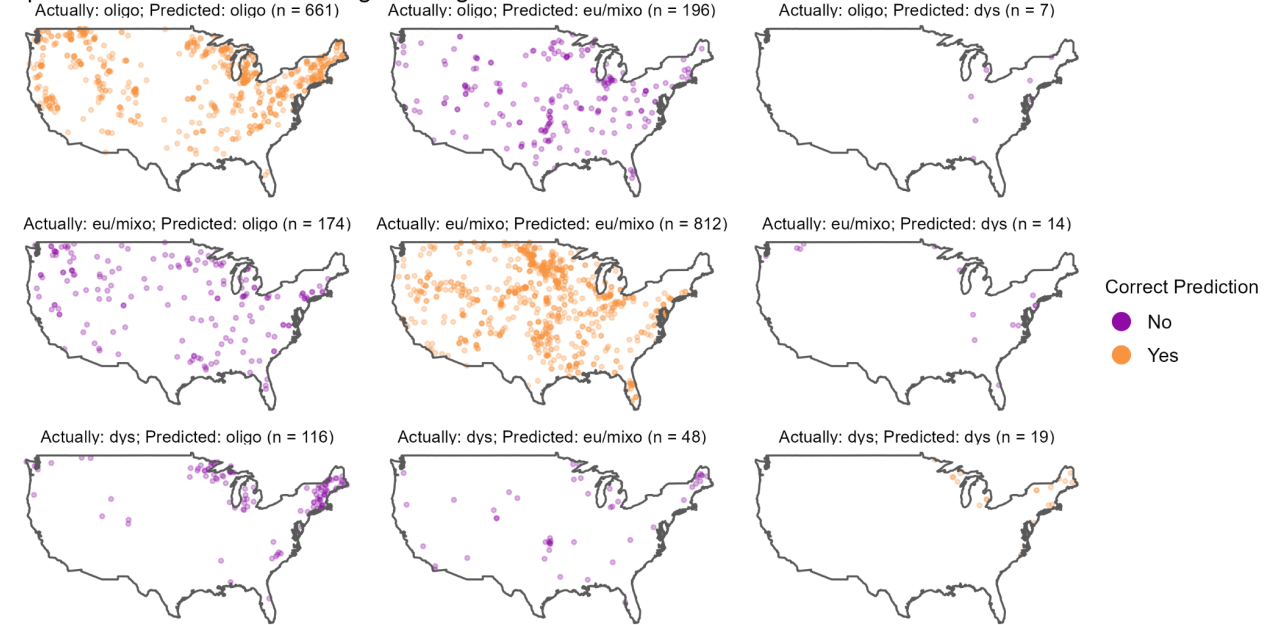 Actually: oligo; Predicted: oligo (n = 661)
Actually: oligo; Predicted: eu/mixo (n = 196)
Actually: oligo; Predicted: dys (n = 7)
Actually: eu/mixo; Predicted: oligo (n = 174)
Actually: eu/mixo; Predicted: eu/mixo (n = 812)
Actually: eu/mixo; Predicted: dys (n = 14)
Correct Prediction
No
Yes
Actually: dys; Predicted: oligo (n = 116)
Actually: dys; Predicted: eu/mixo (n = 48)
Actually: dys; Predicted: dys (n = 19)